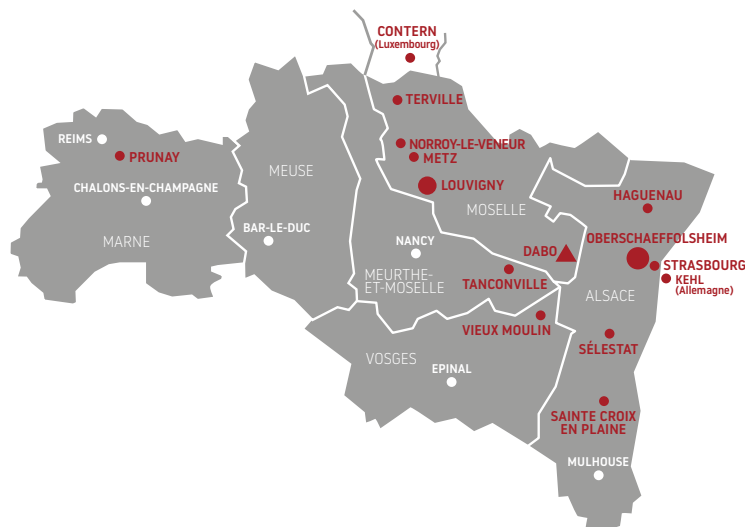 CONTERN
(Luxembourg)
TERVILLE
REIMS
PRUNAY
NORROY-LE-VENEUR
METZ
MEUSE
LOUVIGNY
CHALONS-EN-CHAMPAGNE
HAGUENAU
MOSELLE
BAR-LE-DUC
MARNE
NANCY
DABO
OBERSCHAEFFOLSHEIM
STRASBOURG
MEURTHE-
ET-MOSELLE
TANCONVILLE
KEHL
(Allemagne)
ALSACE
VIEUX MOULIN
SÉLESTAT
VOSGES
EPINAL
SAINTE CROIX
EN PLAINE
MULHOUSE